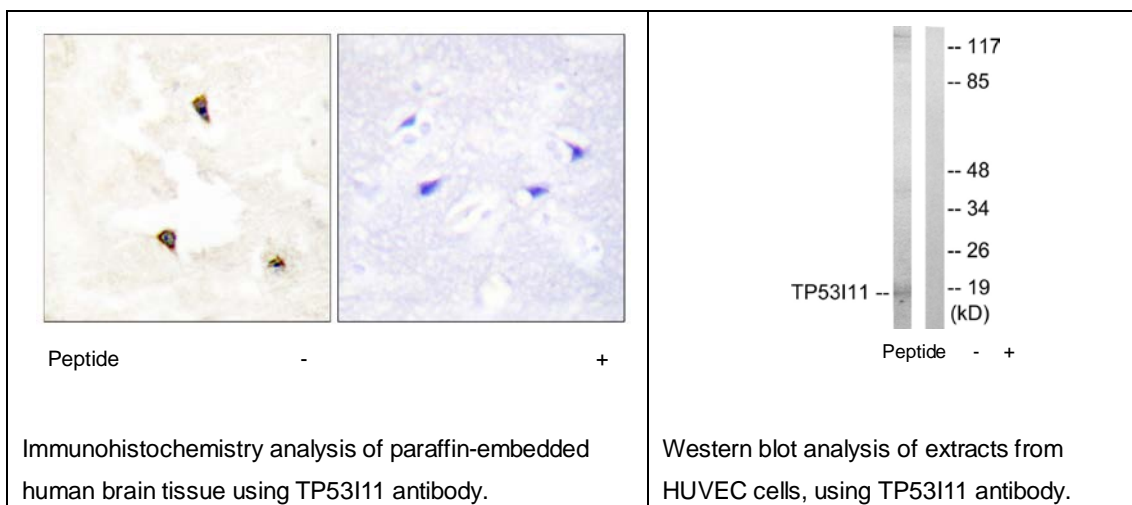 Peptide - +
Immunohistochemistry analysis of paraffin-embedded
human brain tissue using TP53I11 antibody.
-- 117
-- 85
-- 48
-- 34
-- 26
TP53I11 -- -- 19
(kD)
Peptide - +
Western blot analysis of extracts from
HUVEC cells, using TP53I11 antibody.